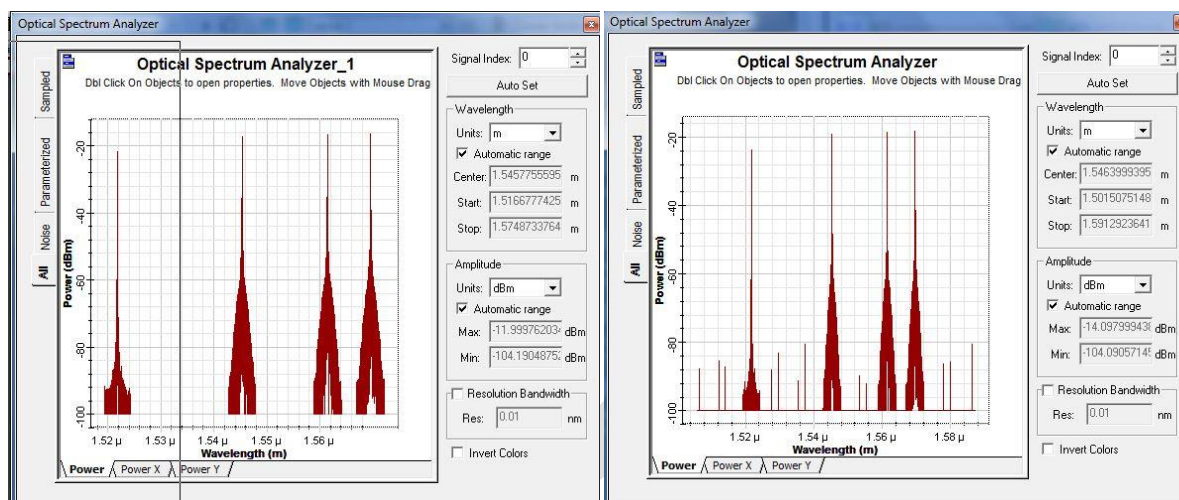 Optical Spectrum Analyzer
Optical Spectrum Analyzer_1
Dbl Click On Objects to open properties. Move Objects with Mouse Drag
Sampled
Parameterized
Noise
All
Power (dBm)
-20
-40
-60
-80
-100
1.52 µ
1.53 µ
1.54 µ
1.55 µ
1.56 µ
Wavelength (m)
Power
Power X
Power Y
Signal Index: 0
Auto Set
Wavelength
Units: m
Automatic range
Center: 1.5457755595 m
Start: 1.5166777425 m
Stop: 1.5748733764 m
Amplitude
Units: dBm
Automatic range
Max: -11.999762034 dBm
Min: -104.19048752 dBm
Resolution Bandwidth
Res: 0.01 nm
Invert Colors
Optical Spectrum Analyzer
Optical Spectrum Analyzer
Dbl Click On Objects to open properties. Move Objects with Mouse Drag
Sampled
Parameterized
Noise
All
Power (dBm)
-20
-40
-60
-80
-100
1.52 µ
1.54 µ
1.56 µ
1.58 µ
Wavelength (m)
Power
Power X
Power Y
Signal Index: 0
Auto Set
Wavelength
Units: m
Automatic range
Center: 1.5463999395 m
Start: 1.5015075148 m
Stop: 1.5912923641 m
Amplitude
Units: dBm
Automatic range
Max: -14.097999438 dBm
Min: -104.09057145 dBm
Resolution Bandwidth
Res: 0.01 nm
Invert Colors